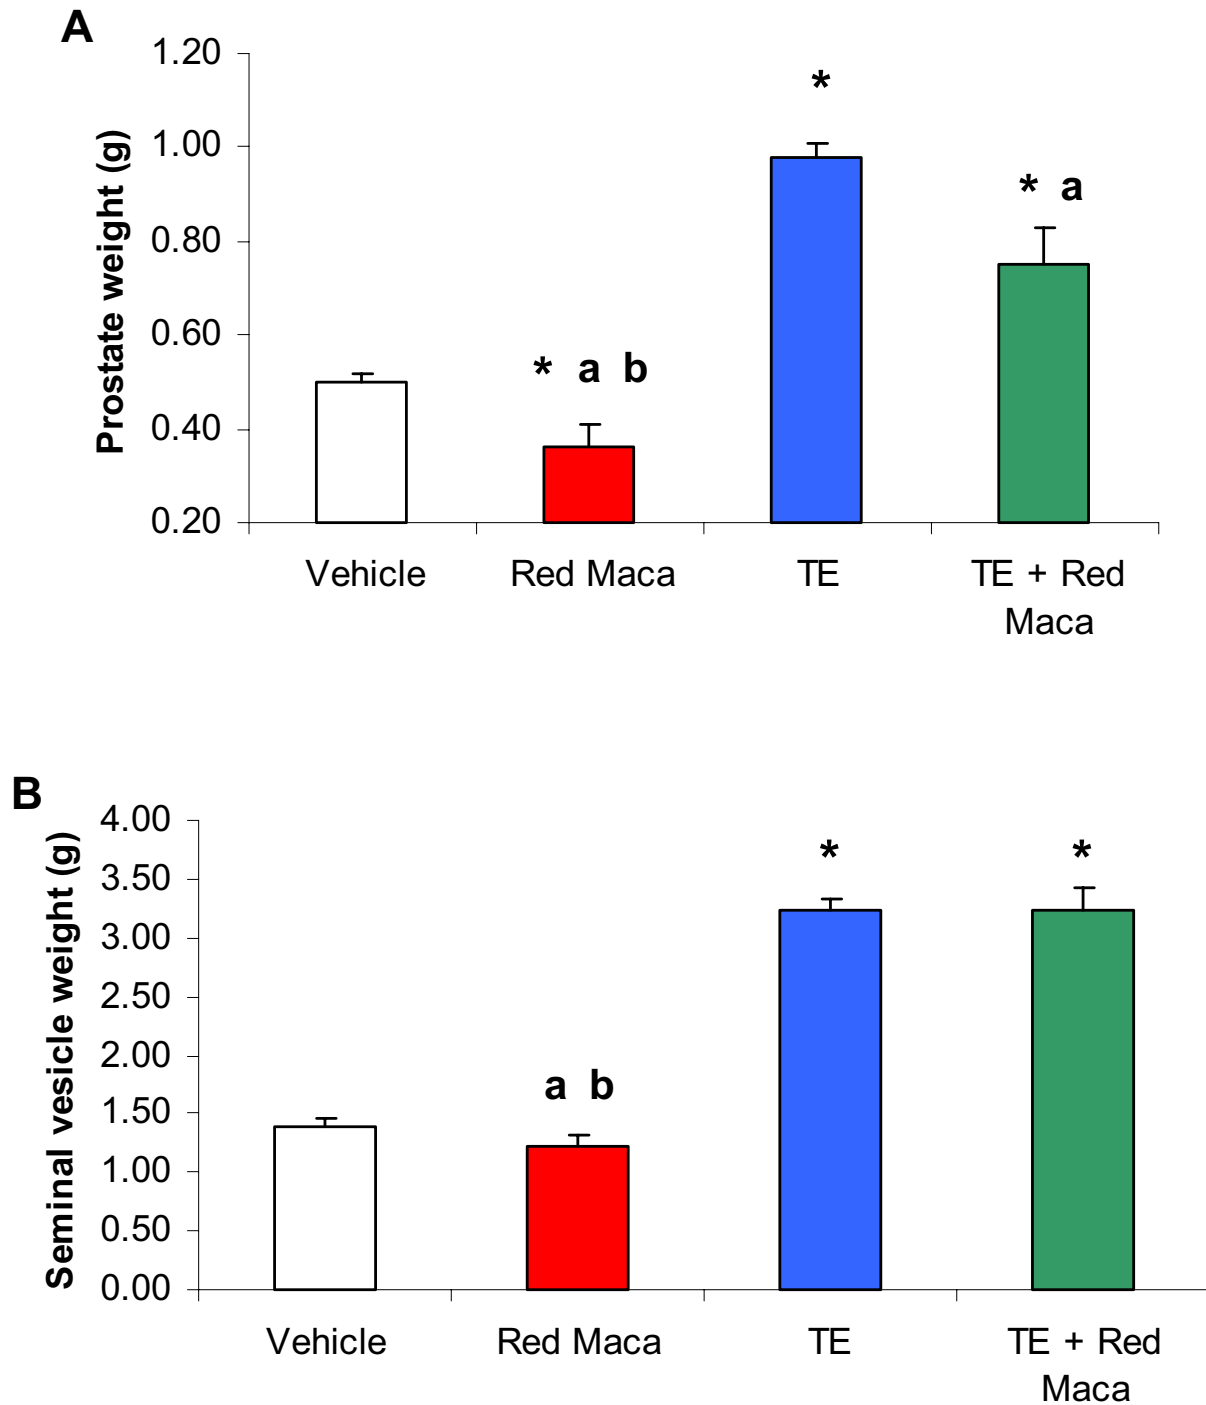 A
1.20
1.00
0.80
0.60
0.40
0.20
Prostate weight (g)
* a b
*
* a
Vehicle
Red Maca
TE
TE + Red
Maca
B
4.00
3.50
3.00
2.50
2.00
1.50
1.00
0.50
0.00
Seminal vesicle weight (g)
a b
*
*
Vehicle
Red Maca
TE
TE + Red
Maca